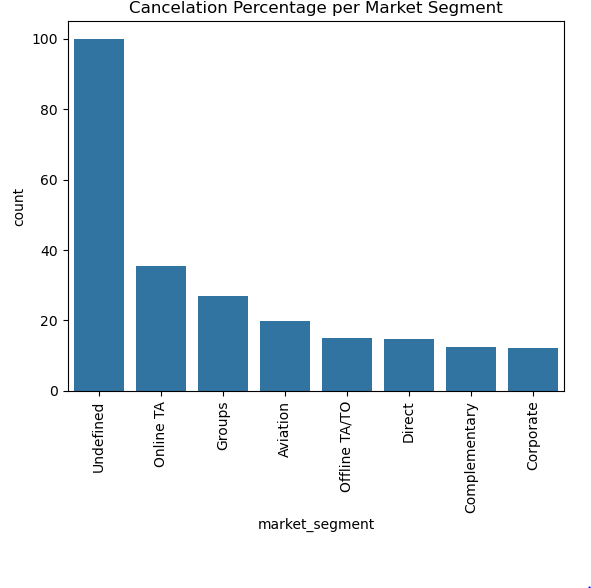 Cancelation Percentage per Market Segment
100
80
60
40
20
0
count
Undefined
Online TA
Groups
Aviation
Offline TA/TO
Direct
Complementary
Corporate
market_segment